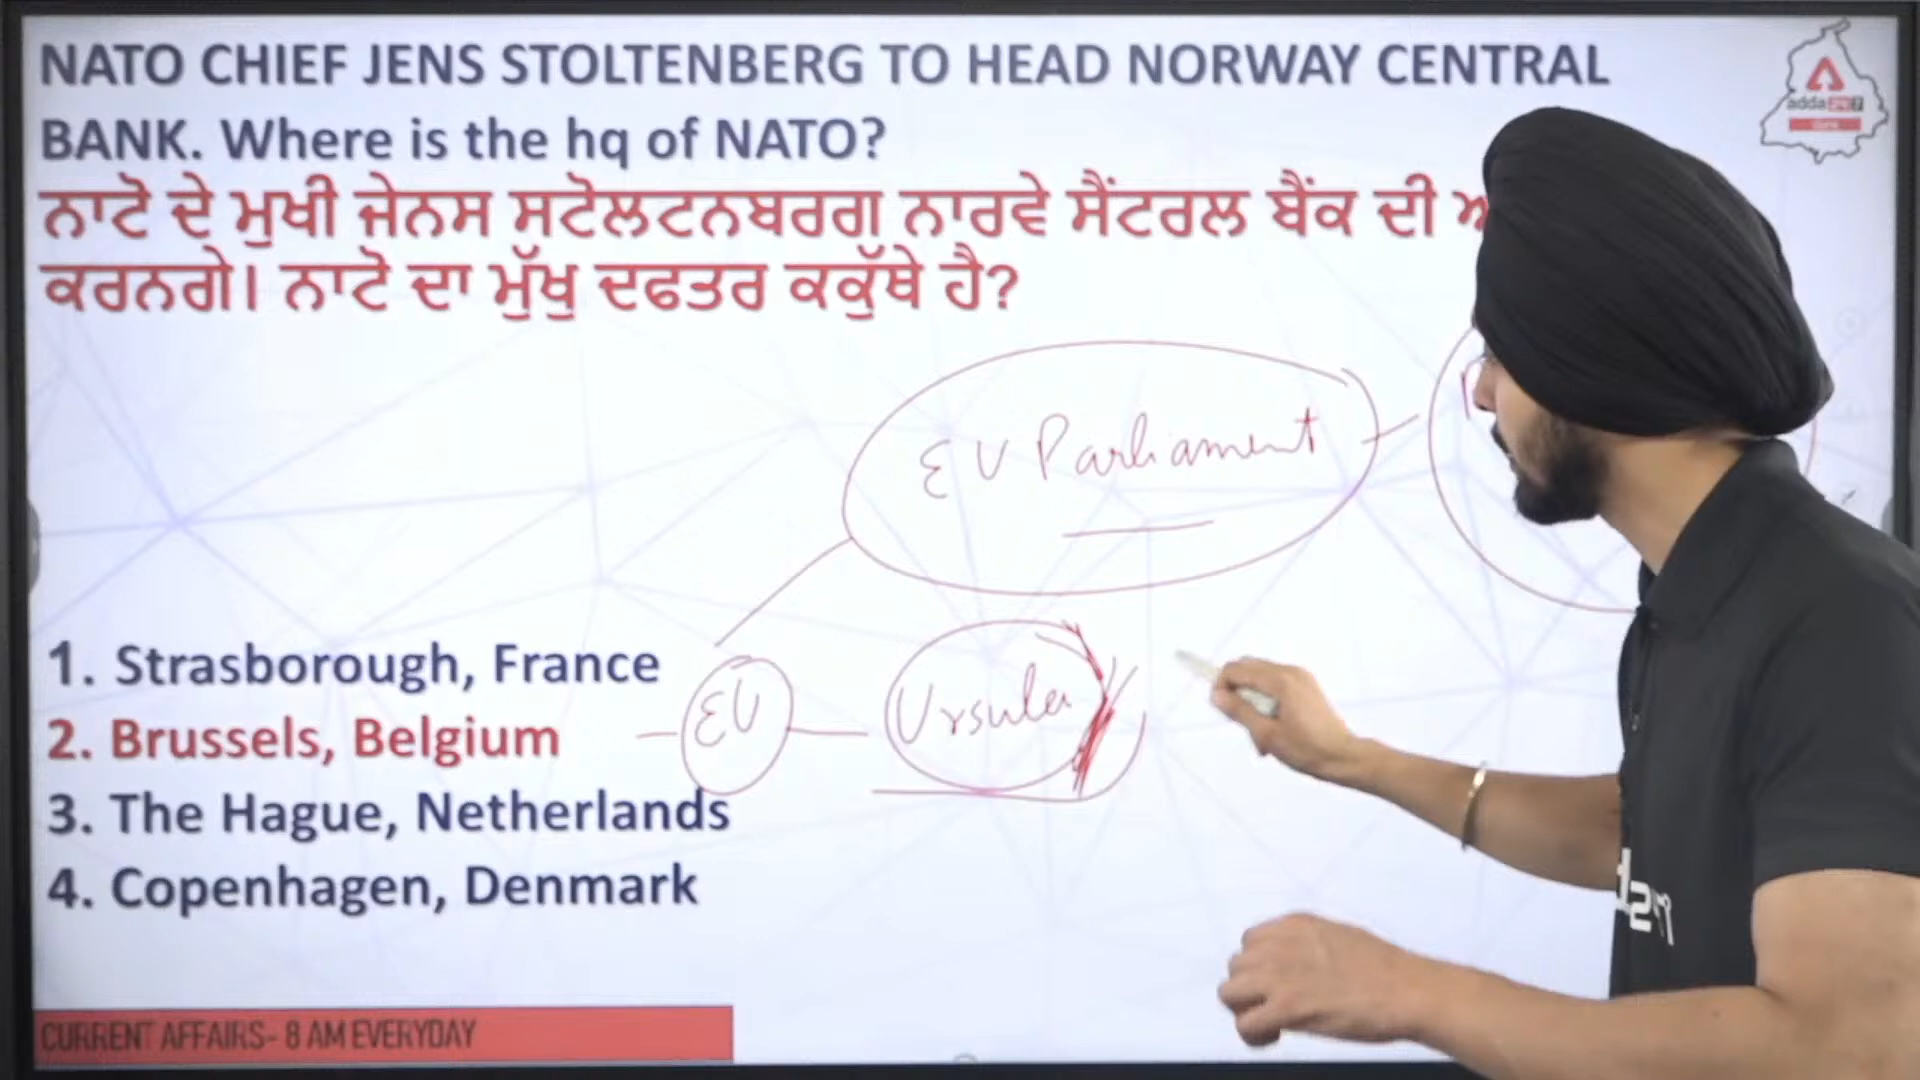 NATO CHIEF JENS STOLTENBERG TO HEAD NORWAY CENTRAL
BANK. Where is the hq of NATO?
ਨਾਟੋ ਦੇ ਮੁਖੀ ਜੇਨਸ ਸਟੋਲਟਨਬਰਗ ਨਾਰਵੇ ਸੈਂਟਰਲ ਬੈਂਕ ਦੀ
ਕਰਨਗੇ। ਨਾਟੋ ਦਾ ਮੁੱਖੁ ਦਫਤਰ ਕਕੁੱਥੇ ਹੈ?
EU Parliament
1. Strasborough, France
2. Brussels, Belgium
EU
Ursula
3. The Hague, Netherlands
4. Copenhagen, Denmark
CURRENT AFFAIRS- 8 AM EVERYDAY
adda247